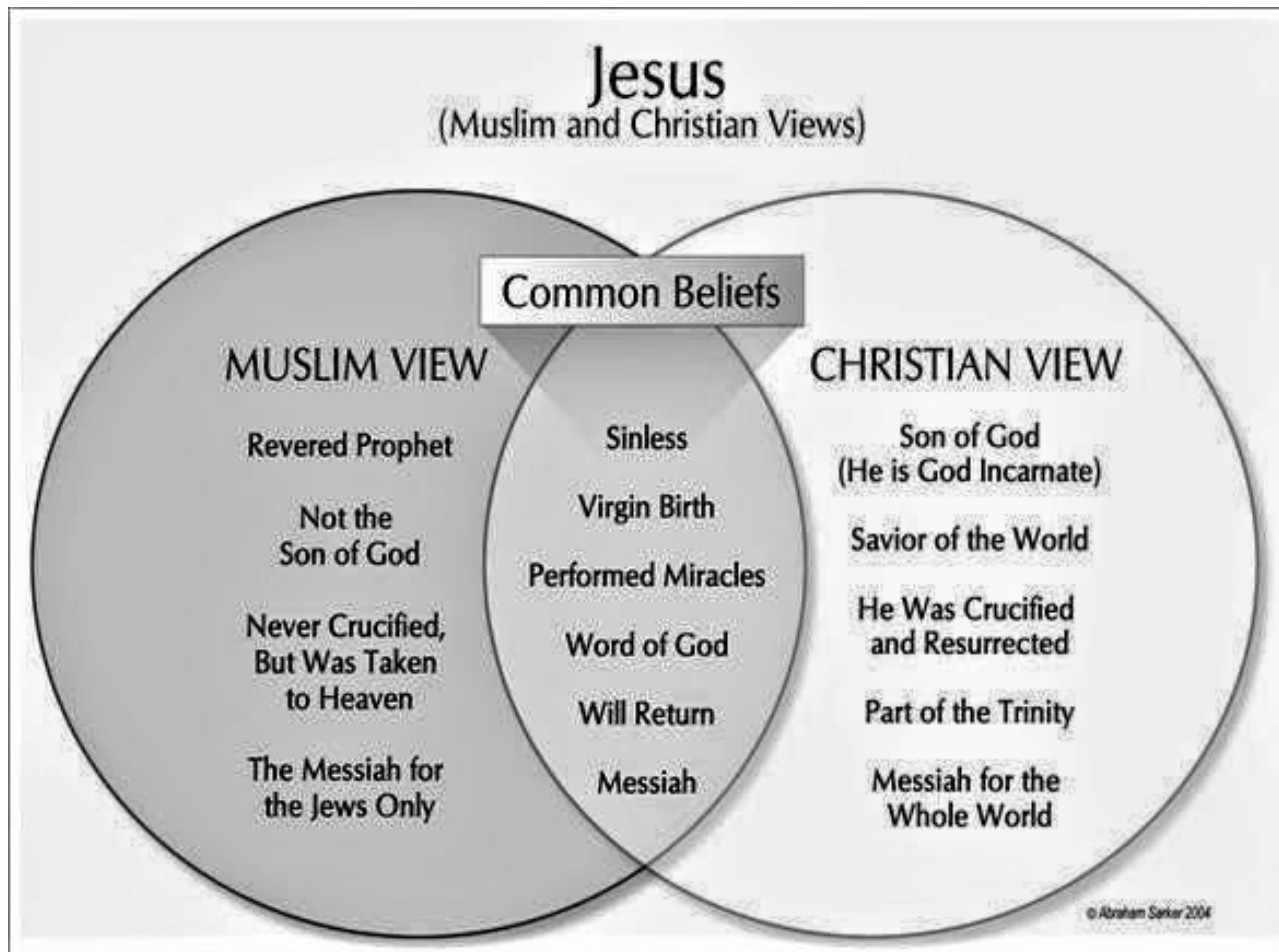 Jesus
(Muslim and Christian Views)
Common Beliefs
MUSLIM VIEW
Revered Prophet
Not the
Son of God
Never Crucified,
But Was Taken
to Heaven
The Messiah for
the Jews Only
Sinless
Virgin Birth
Performed Miracles
Word of God
Will Return
Messiah
CHRISTIAN VIEW
Son of God
(He is God Incarnate)
Savior of the World
He Was Crucified
and Resurrected
Part of the Trinity
Messiah for the
Whole World
© Abraham Sarker 2004